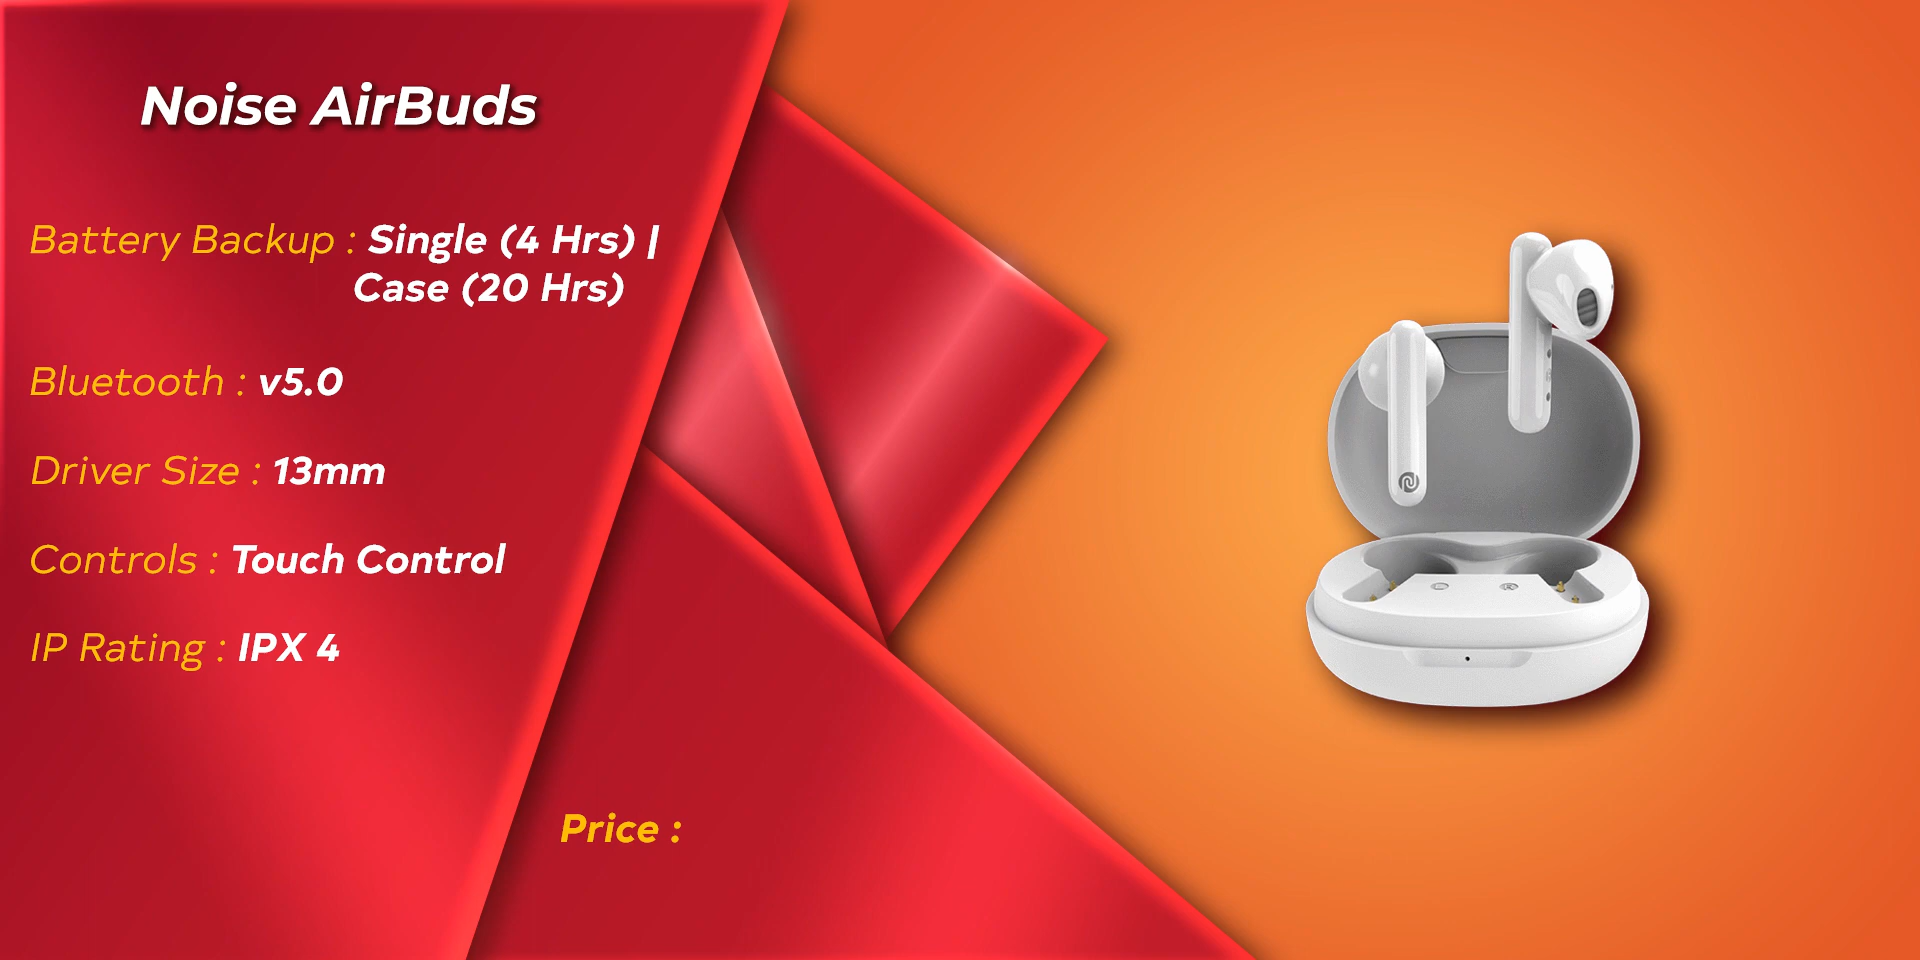 Noise AirBuds
Battery Backup : Single (4 Hrs) |
Case (20 Hrs)
Bluetooth : v5.0
Driver Size : 13mm
Controls : Touch Control
IP Rating : IPX 4
Price :